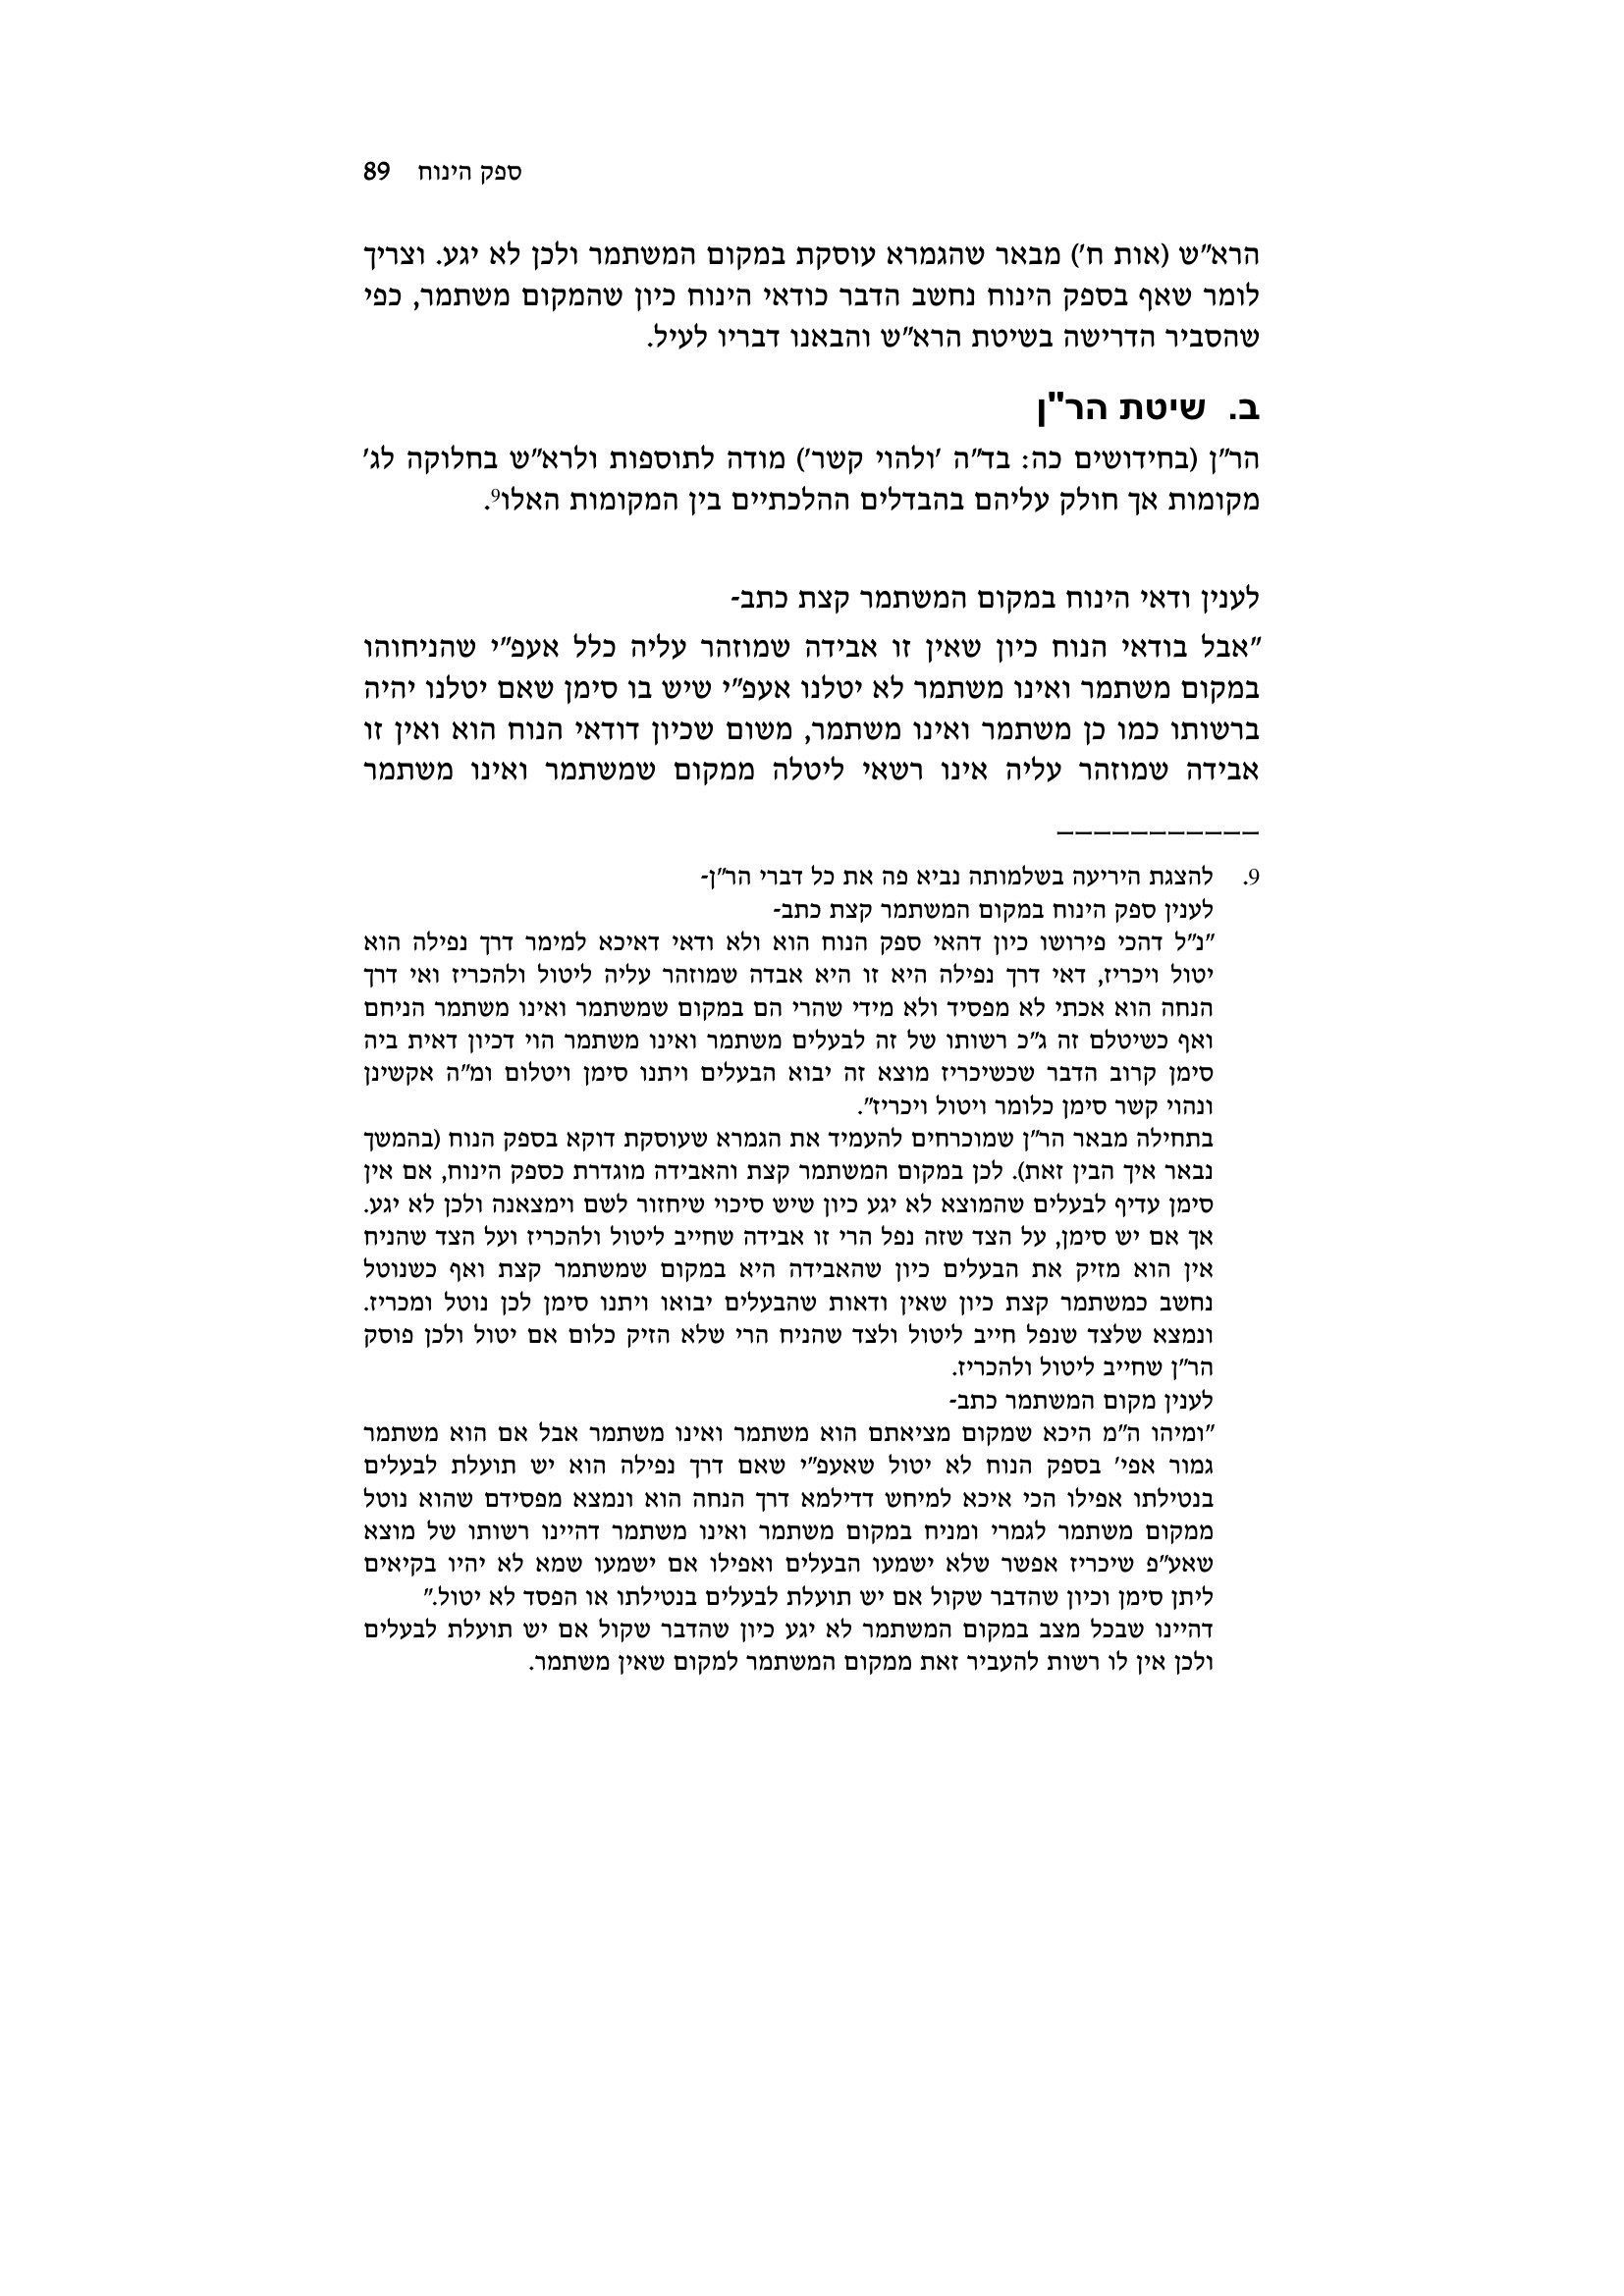 ספק הינוח 89
הרא"ש (אות ח') מבאר שהגמרא עוסקת במקום המשתמר ולכן לא יגע. וצריך
לומר שאף בספק הינוח נחשב הדבר כודאי הינוח כיון שהמקום משתמר, כפי
שהסביר הדרישה בשיטת הרא"ש והבאנו דבריו לעיל.
ב. שיטת הר"ן
הר"ן (בחידושים כה: בד"ה 'ולהוי קשר') מודה לתוספות ולרא"ש בחלוקה לג'
מקומות אך חולק עליהם בהבדלים ההלכתיים בין המקומות האלו9.
לענין ודאי הינוח במקום המשתמר קצת כתב-
"אבל בודאי הנוח כיון שאין זו אבידה שמוזהר עליה כלל אעפ"י שהניחוהו
במקום משתמר ואינו משתמר לא יטלנו אעפ"י שיש בו סימן שאם יטלנו יהיה
ברשותו כמו כן משתמר ואינו משתמר, משום שכיון דודאי הנוח הוא ואין זו
אבידה שמוזהר עליה אינו רשאי ליטלה ממקום שמשתמר ואינו משתמר
___________
9. להצגת היריעה בשלמותה נביא פה את כל דברי הר"ן-
לענין ספק הינוח במקום המשתמר קצת כתב-
"נ"ל דהכי פירושו כיון דהאי ספק הנוח הוא ולא ודאי דאיכא למימר דרך נפילה הוא
יטול ויכריז, דאי דרך נפילה היא זו היא אבדה שמוזהר עליה ליטול ולהכריז ואי דרך
הנחה הוא אכתי לא מפסיד ולא מידי שהרי הם במקום שמשתמר ואינו משתמר הניחם
ואף כשיטלם זה ג"כ רשותו של זה לבעלים משתמר ואינו משתמר הוי דכיון דאית ביה
סימן קרוב הדבר שכשיכריז מוצא זה יבוא הבעלים ויתנו סימן ויטלום ומ"ה אקשינן
ונהוי קשר סימן כלומר ויטול ויכריז".
בתחילה מבאר הר"ן שמוכרחים להעמיד את הגמרא שעוסקת דוקא בספק הנוח (בהמשך
נבאר איך הבין זאת). לכן במקום המשתמר קצת והאבידה מוגדרת כספק הינוח, אם אין
סימן עדיף לבעלים שהמוצא לא יגע כיון שיש סיכוי שיחזור לשם וימצאנה ולכן לא יגע.
אך אם יש סימן, על הצד שזה נפל הרי זו אבידה שחייב ליטול ולהכריז ועל הצד שהניח
אין הוא מזיק את הבעלים כיון שהאבידה היא במקום שמשתמר קצת ואף כשנוטל
נחשב כמשתמר קצת כיון שאין ודאות שהבעלים יבואו ויתנו סימן לכן נוטל ומכריז.
ונמצא שלצד שנפל חייב ליטול ולצד שהניח הרי שלא הזיק כלום אם יטול ולכן פוסק
הר"ן שחייב ליטול ולהכריז.
לענין מקום המשתמר כתב-
"ומיהו ה"מ היכא שמקום מציאתם הוא משתמר ואינו משתמר אבל אם הוא משתמר
גמור אפי' בספק הנוח לא יטול שאעפ"י שאם דרך נפילה הוא יש תועלת לבעלים
בנטילתו אפילו הכי איכא למיחש דדילמא דרך הנחה הוא ונמצא מפסידם שהוא נוטל
ממקום משתמר לגמרי ומניח במקום משתמר ואינו משתמר דהיינו רשותו של מוצא
שאע"פ שיכריז אפשר שלא ישמעו הבעלים ואפילו אם ישמעו שמא לא יהיו בקיאים
ליתן סימן וכיון שהדבר שקול אם יש תועלת לבעלים בנטילתו או הפסד לא יטול."
דהיינו שבכל מצב במקום המשתמר לא יגע כיון שהדבר שקול אם יש תועלת לבעלים
ולכן אין לו רשות להעביר זאת ממקום המשתמר למקום שאין משתמר.